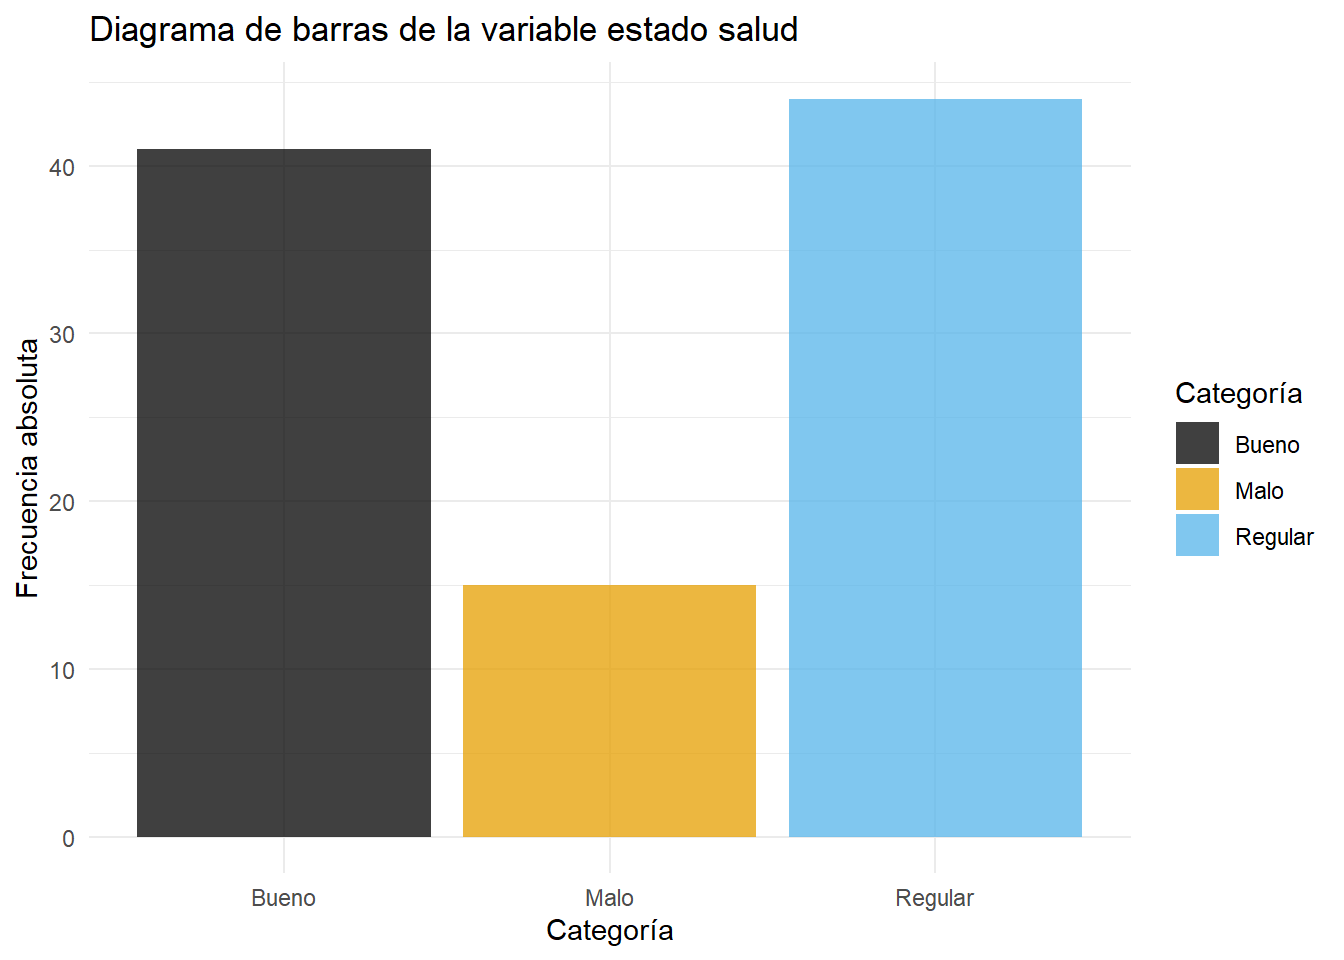 Diagrama de barras de la variable estado salud
Frecuencia absoluta
40
30
20
10
0
Bueno
Malo
Regular
Categoría
Categoría
Bueno
Malo
Regular